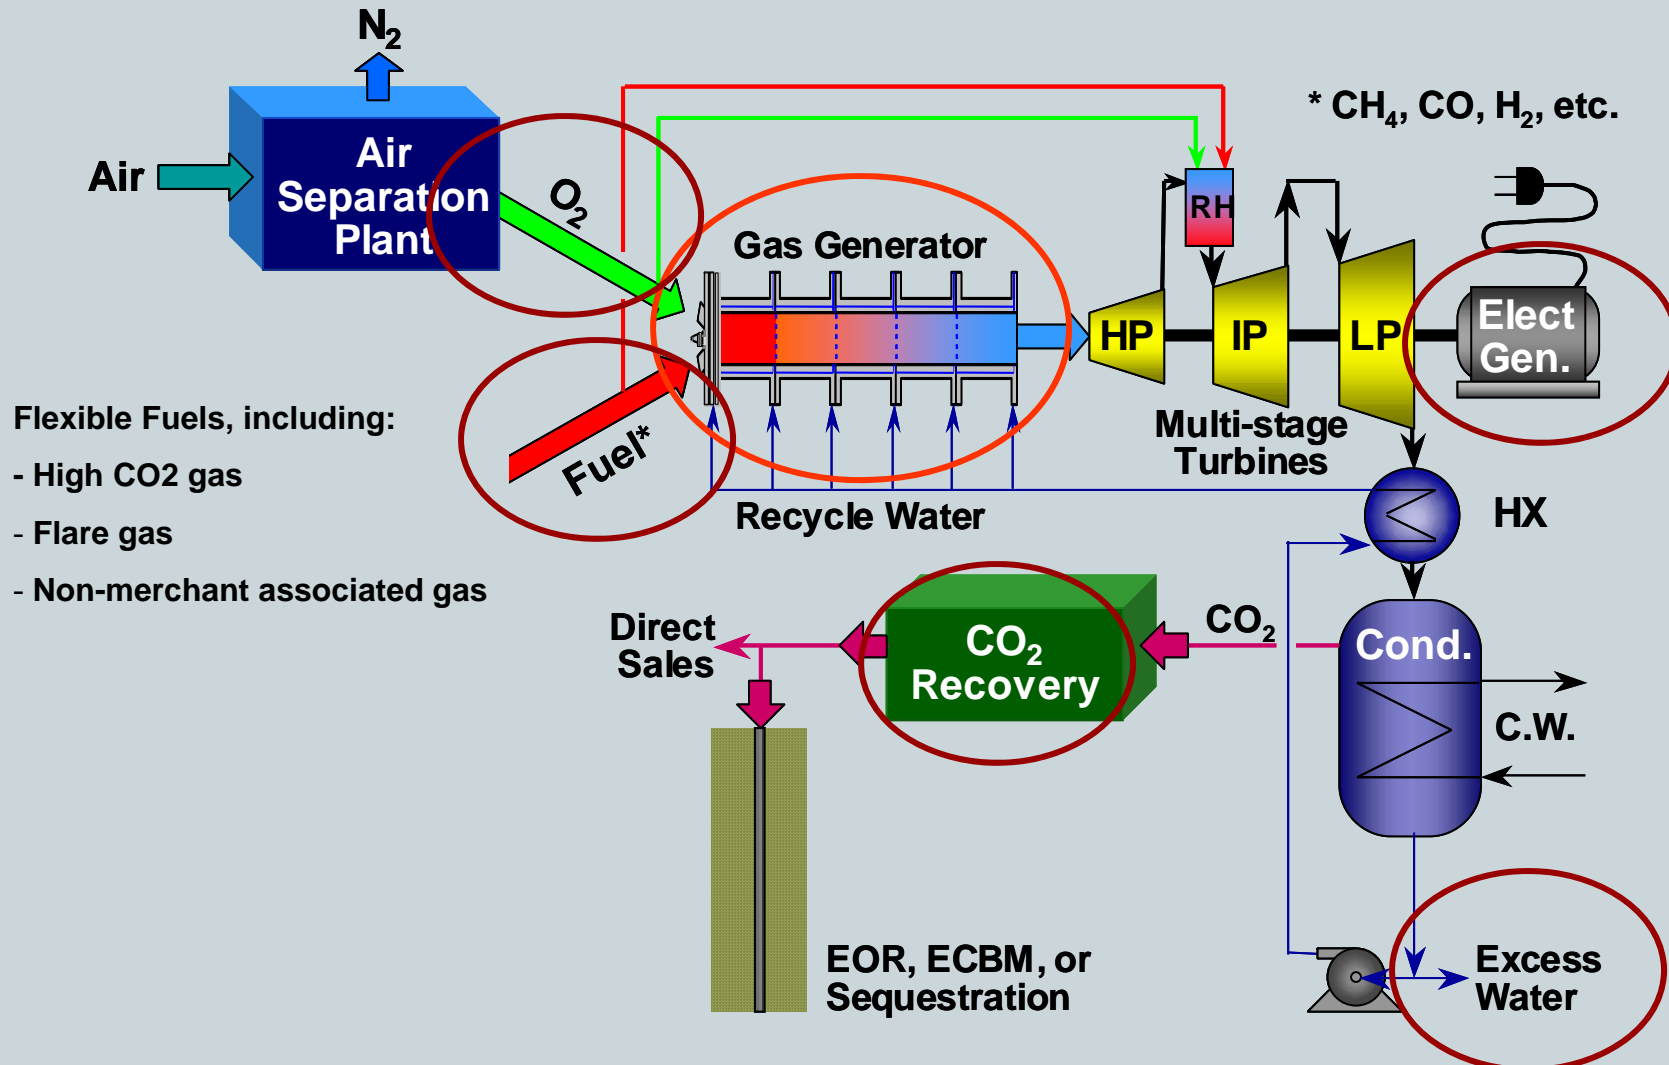 N₂
* CH₄, CO, H₂, etc.
Air
Air
Separation
Plant
O₂
RH
Gas Generator
HP
IP
LP
Elect
Gen.
Multi-stage
Turbines
Flexible Fuels, including:
- High CO2 gas
- Flare gas
- Non-merchant associated gas
Fuel*
Recycle Water
HX
Direct
Sales
CO₂
Recovery
CO₂
Cond.
C.W.
EOR, ECBM, or
Sequestration
Excess
Water